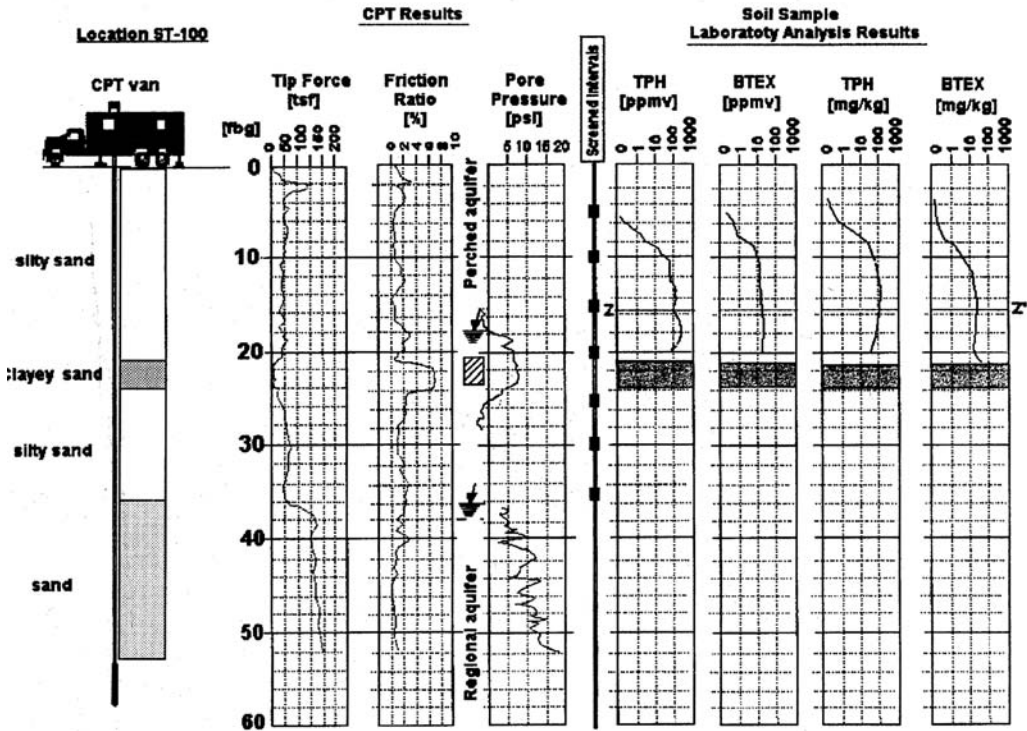 CPT Results
Soil Sample
Laboratoty Analysis Results
Location ST-100
CPT van
[fbg]
Tip Force
[tsf]
0
50
100
150
200
Friction
Ratio
[%]
0
2
4
6
8
10
Pore
Pressure
[psi]
5 10 15 20
Screened Intervals
TPH
[ppmv]
0
1
10
100
1000
BTEX
[ppmv]
0
1
10
100
1000
TPH
[mg/kg]
0
1
10
100
1000
BTEX
[mg/kg]
0
1
10
100
1000
0
10
20
30
40
50
60
silty sand
clayey sand
silty sand
sand
Perched aquifer
Regional aquifer
Z
Z'